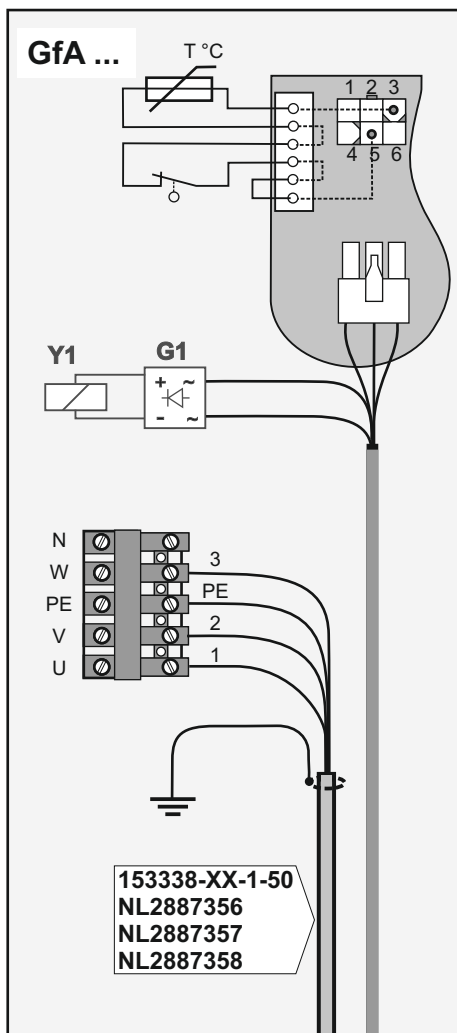 GfA ...
T °C
1 2 3
4 5 6
Y1 G1
+ ~
- ~
N
W 3
PE PE
V 2
U 1
153338-XX-1-50
NL2887356
NL2887357
NL2887358